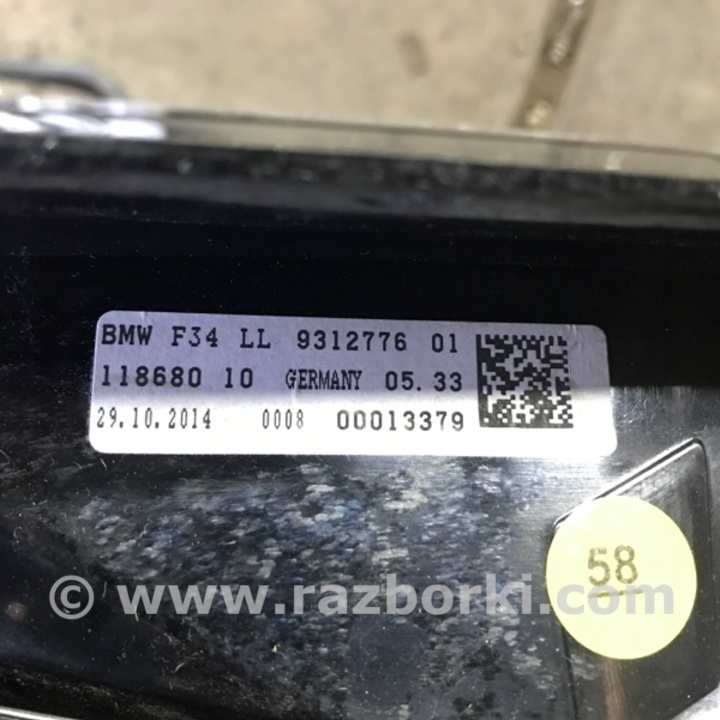 BMW F34 LL 9312776 01
118680 10 GERMANY 05.33
29.10.2014 0008 00013379
58
© www.razborki.com